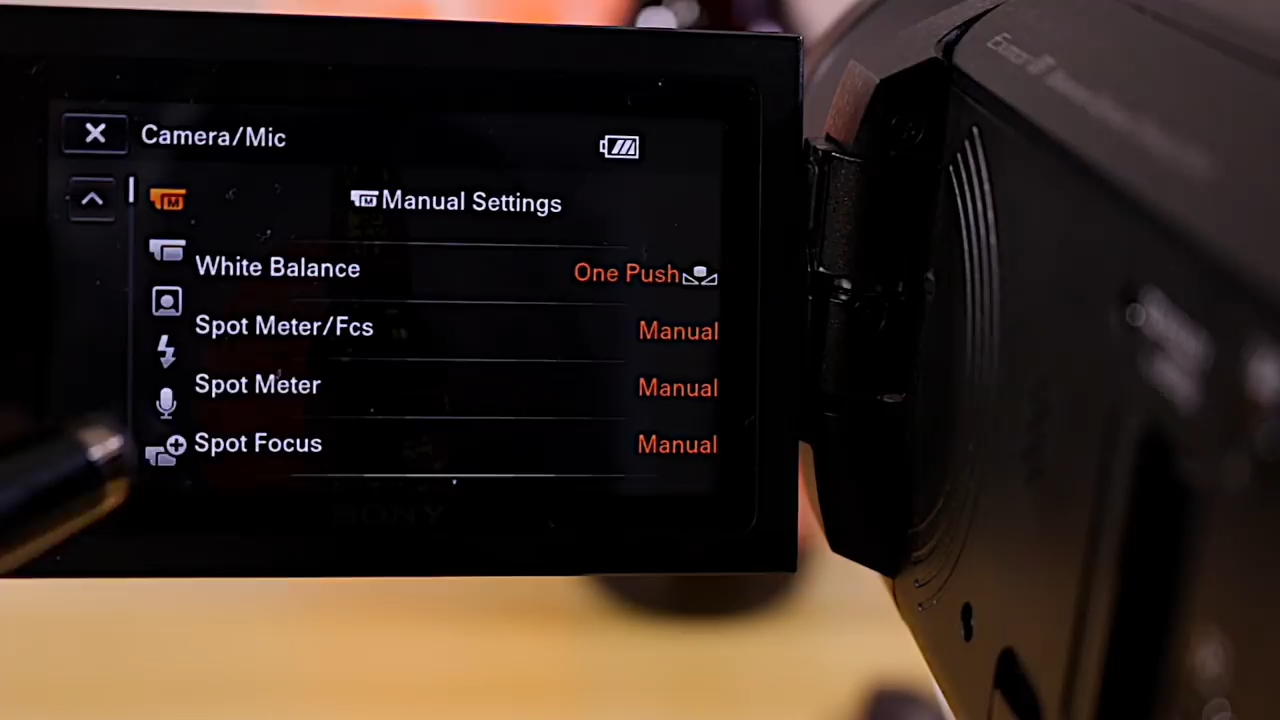 Camera/Mic
Manual Settings
White Balance One Push
Spot Meter/Fcs Manual
Spot Meter Manual
Spot Focus Manual
SONY